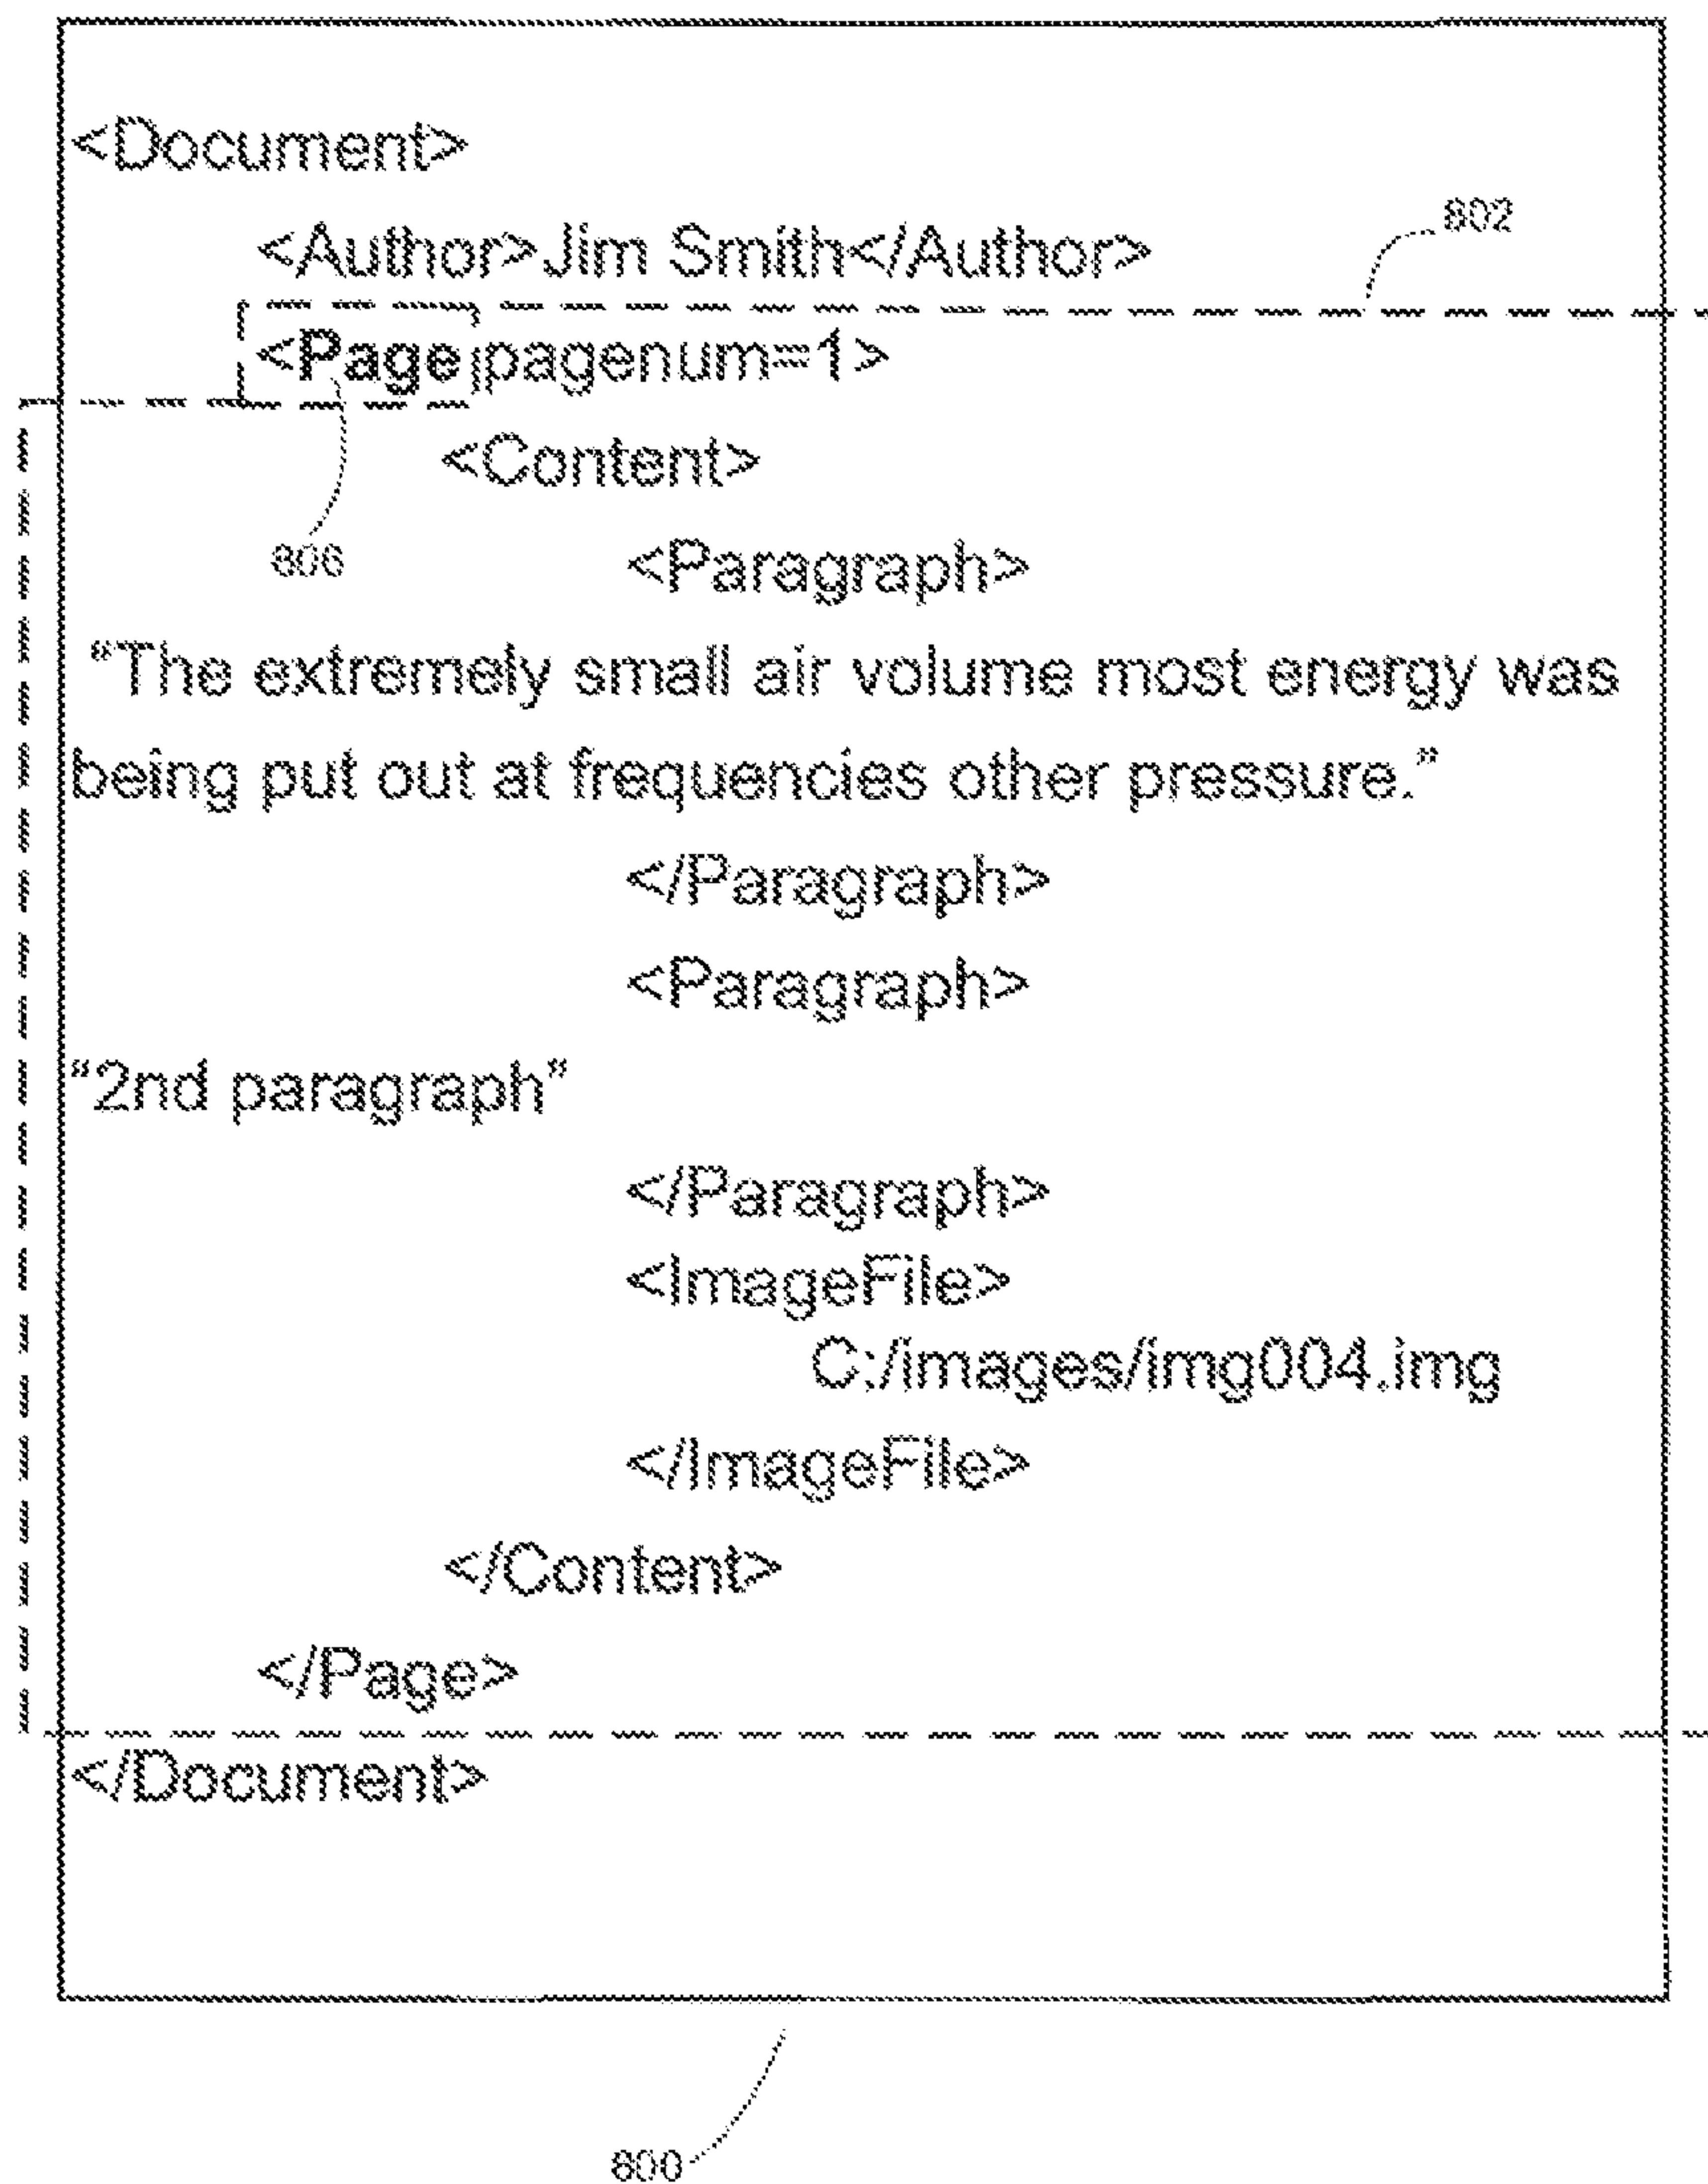 <Document>
<Author>Jim Smith</Author>
802
<Page pagenum=1>
<Content>
806
<Paragraph>
“The extremely small air volume most energy was
being put out at frequencies other pressure.”
</Paragraph>
<Paragraph>
“2nd paragraph”
</Paragraph>
<ImageFile>
C:/images/img004.img
</ImageFile>
</Content>
</Page>
</Document>
800